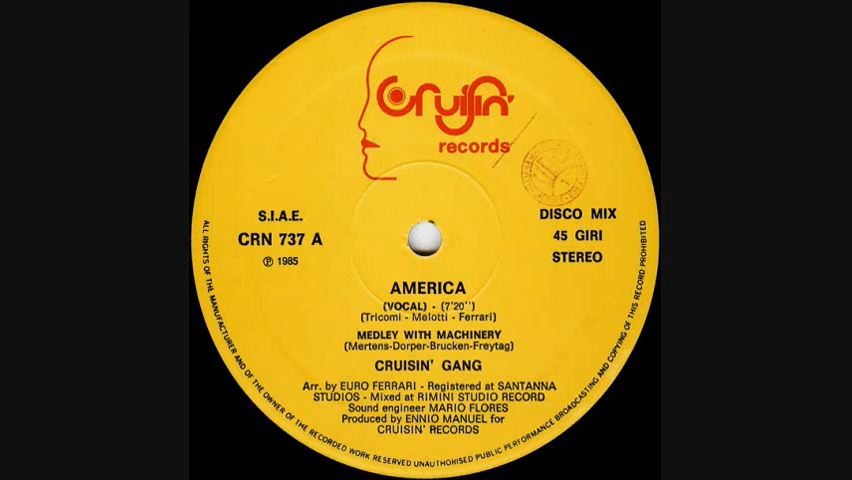 Cruisin'
records
S.I.A.E.
CRN 737 A
℗ 1985
DISCO MIX
45 GIRI
STEREO
AMERICA
(VOCAL) - (7'20'')
(Tricomi - Melotti - Ferrari)
MEDLEY WITH MACHINERY
(Mertens-Dorper-Brucken-Freytag)
CRUISIN' GANG
Arr. by EURO FERRARI - Registered at SANTANNA
STUDIOS - Mixed at RIMINI STUDIO RECORD
Sound engineer MARIO FLORES
Produced by ENNIO MANUEL for
CRUISIN' RECORDS
ALL RIGHTS OF THE MANUFACTURER AND OF THE OWNER OF THE RECORDED WORK RESERVED UNAUTHORISED PUBLIC PERFORMANCE BROADCASTING AND COPYING OF THIS RECORD PROHIBITED